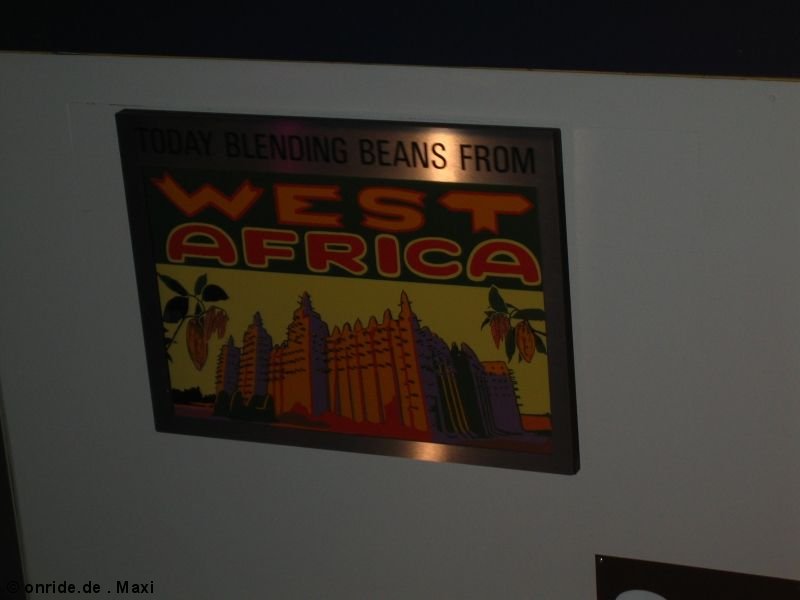 TODAY BLENDING BEANS FROM
WEST
AFRICA
© onride.de . Maxi